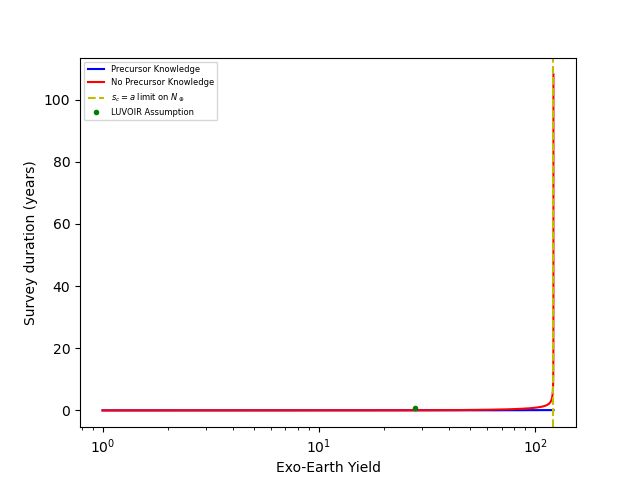 Precursor Knowledge
No Precursor Knowledge
s_c = a limit on N_⊕
LUVOIR Assumption
100
80
60
40
20
0
Survey duration (years)
10^0
10^1
10^2
Exo-Earth Yield